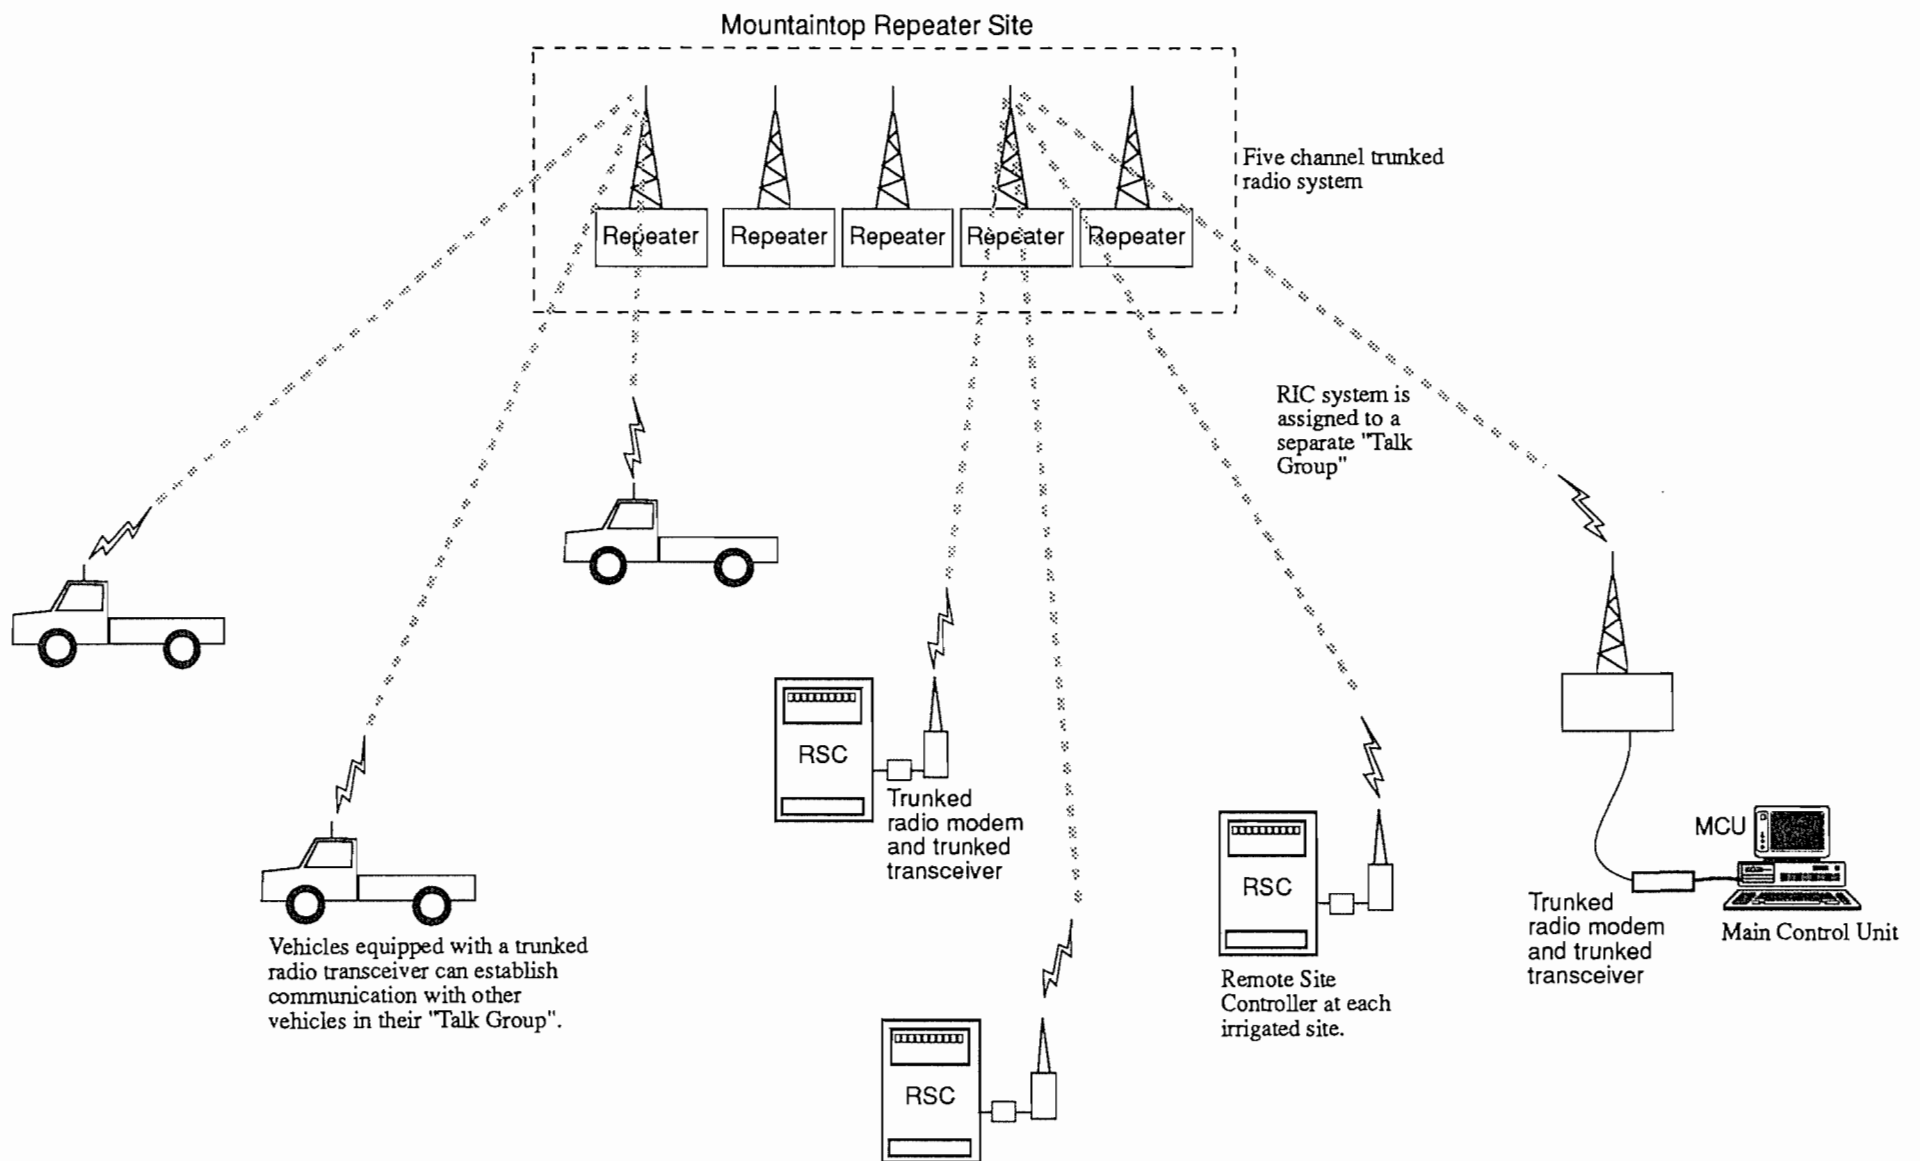 Mountaintop Repeater Site
Five channel trunked
radio system
Repeater
Repeater
Repeater
Repeater
Repeater
RIC system is
assigned to a
separate "Talk
Group"
RSC
Trunked
radio modem
and trunked
transceiver
MCU
RSC
Trunked
radio modem
and trunked
transceiver
Main Control Unit
Vehicles equipped with a trunked
radio transceiver can establish
communication with other
vehicles in their "Talk Group".
Remote Site
Controller at each
irrigated site.
RSC